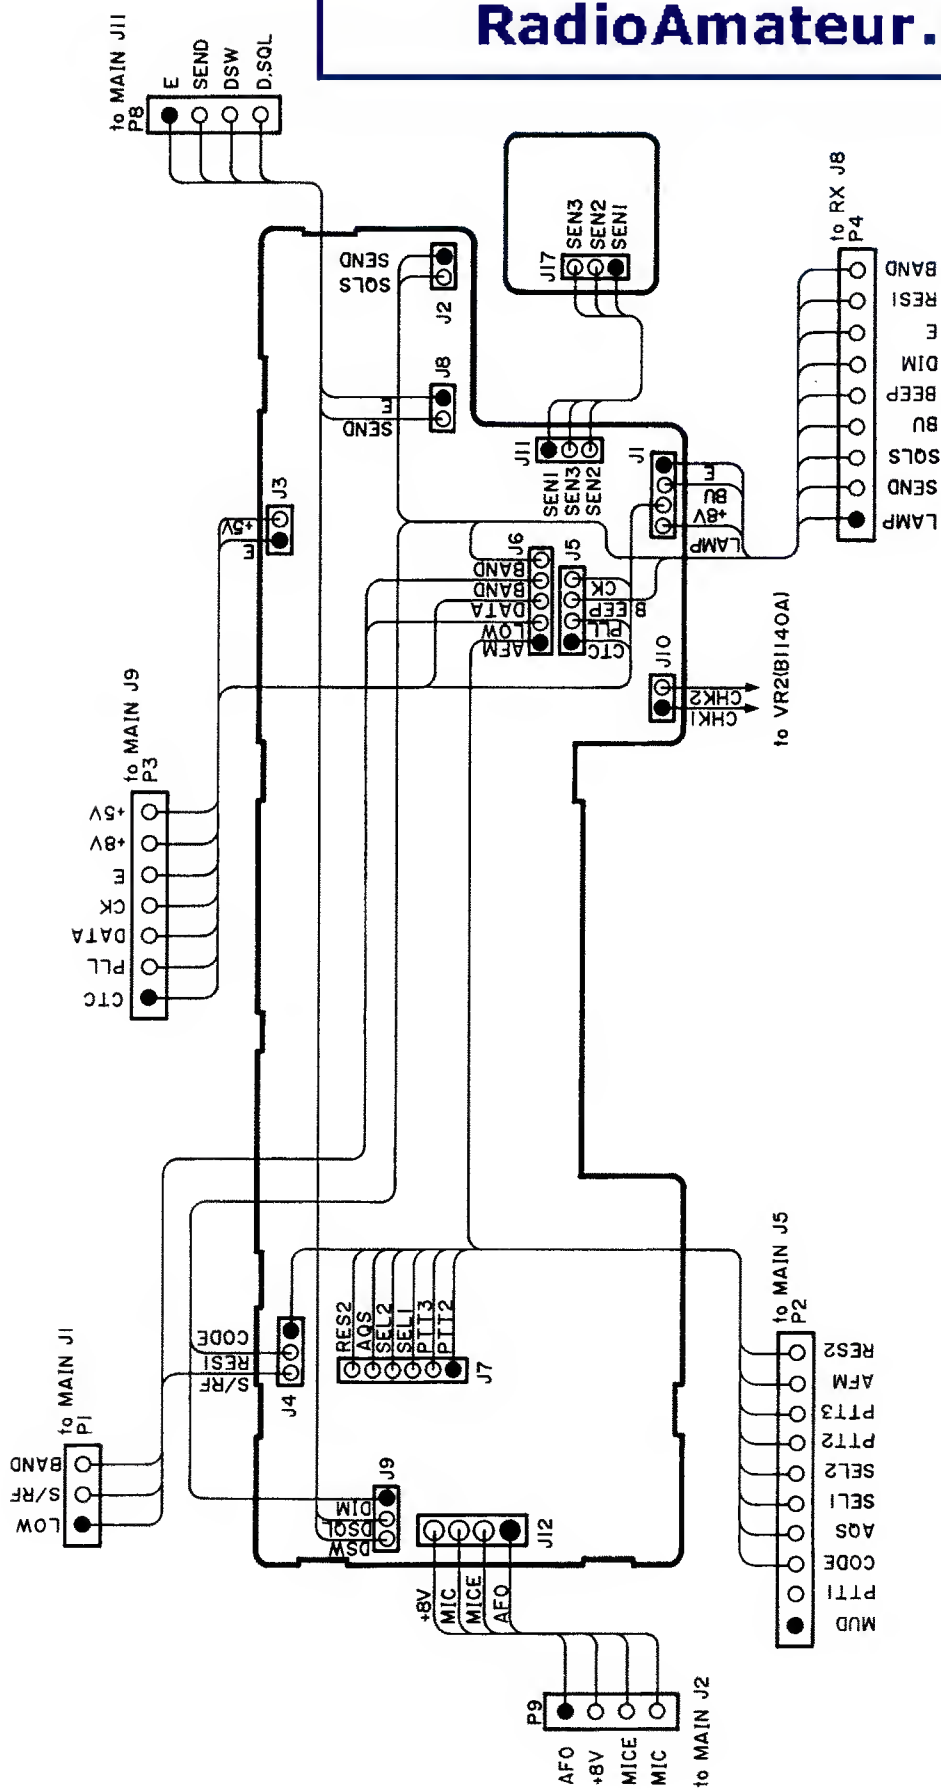 RadioAmateur.
to MAIN J11
P8
E
SEND
DSW
D.SQL
SEND
SQLS
J2
J8
E
SEND
J17
SEN3
SEN2
SEN1
to RX J8
P4
BAND
RES1
E
DIM
BEEP
BU
SQLS
SEND
LAMP
J11
SEN1
SEN3
SEN2
J1
E
BU
+8V
LAMP
J3
+5V
E
J6
BAND
BAND
DATA
LOW
AFM
J5
CK
BEEP
PLL
CTC
J10
CHK2
CHK1
to VR2(B1140A)
to MAIN J9
P3
+5V
+8V
E
CK
DATA
PLL
CTC
to MAIN J1
P1
BAND
S/RF
LOW
CODE
RES1
S/RF
J4
RES2
AQS
SEL2
SEL1
PTT3
PTT2
J7
J9
DIM
DSQL
DSW
J12
+8V
MIC
MICE
AFO
P9
AFO
+8V
MICE
MIC
to MAIN J2
to MAIN J5
P2
RES2
AFM
PTT3
PTT2
SEL2
SEL1
AQS
CODE
PTT1
MUD